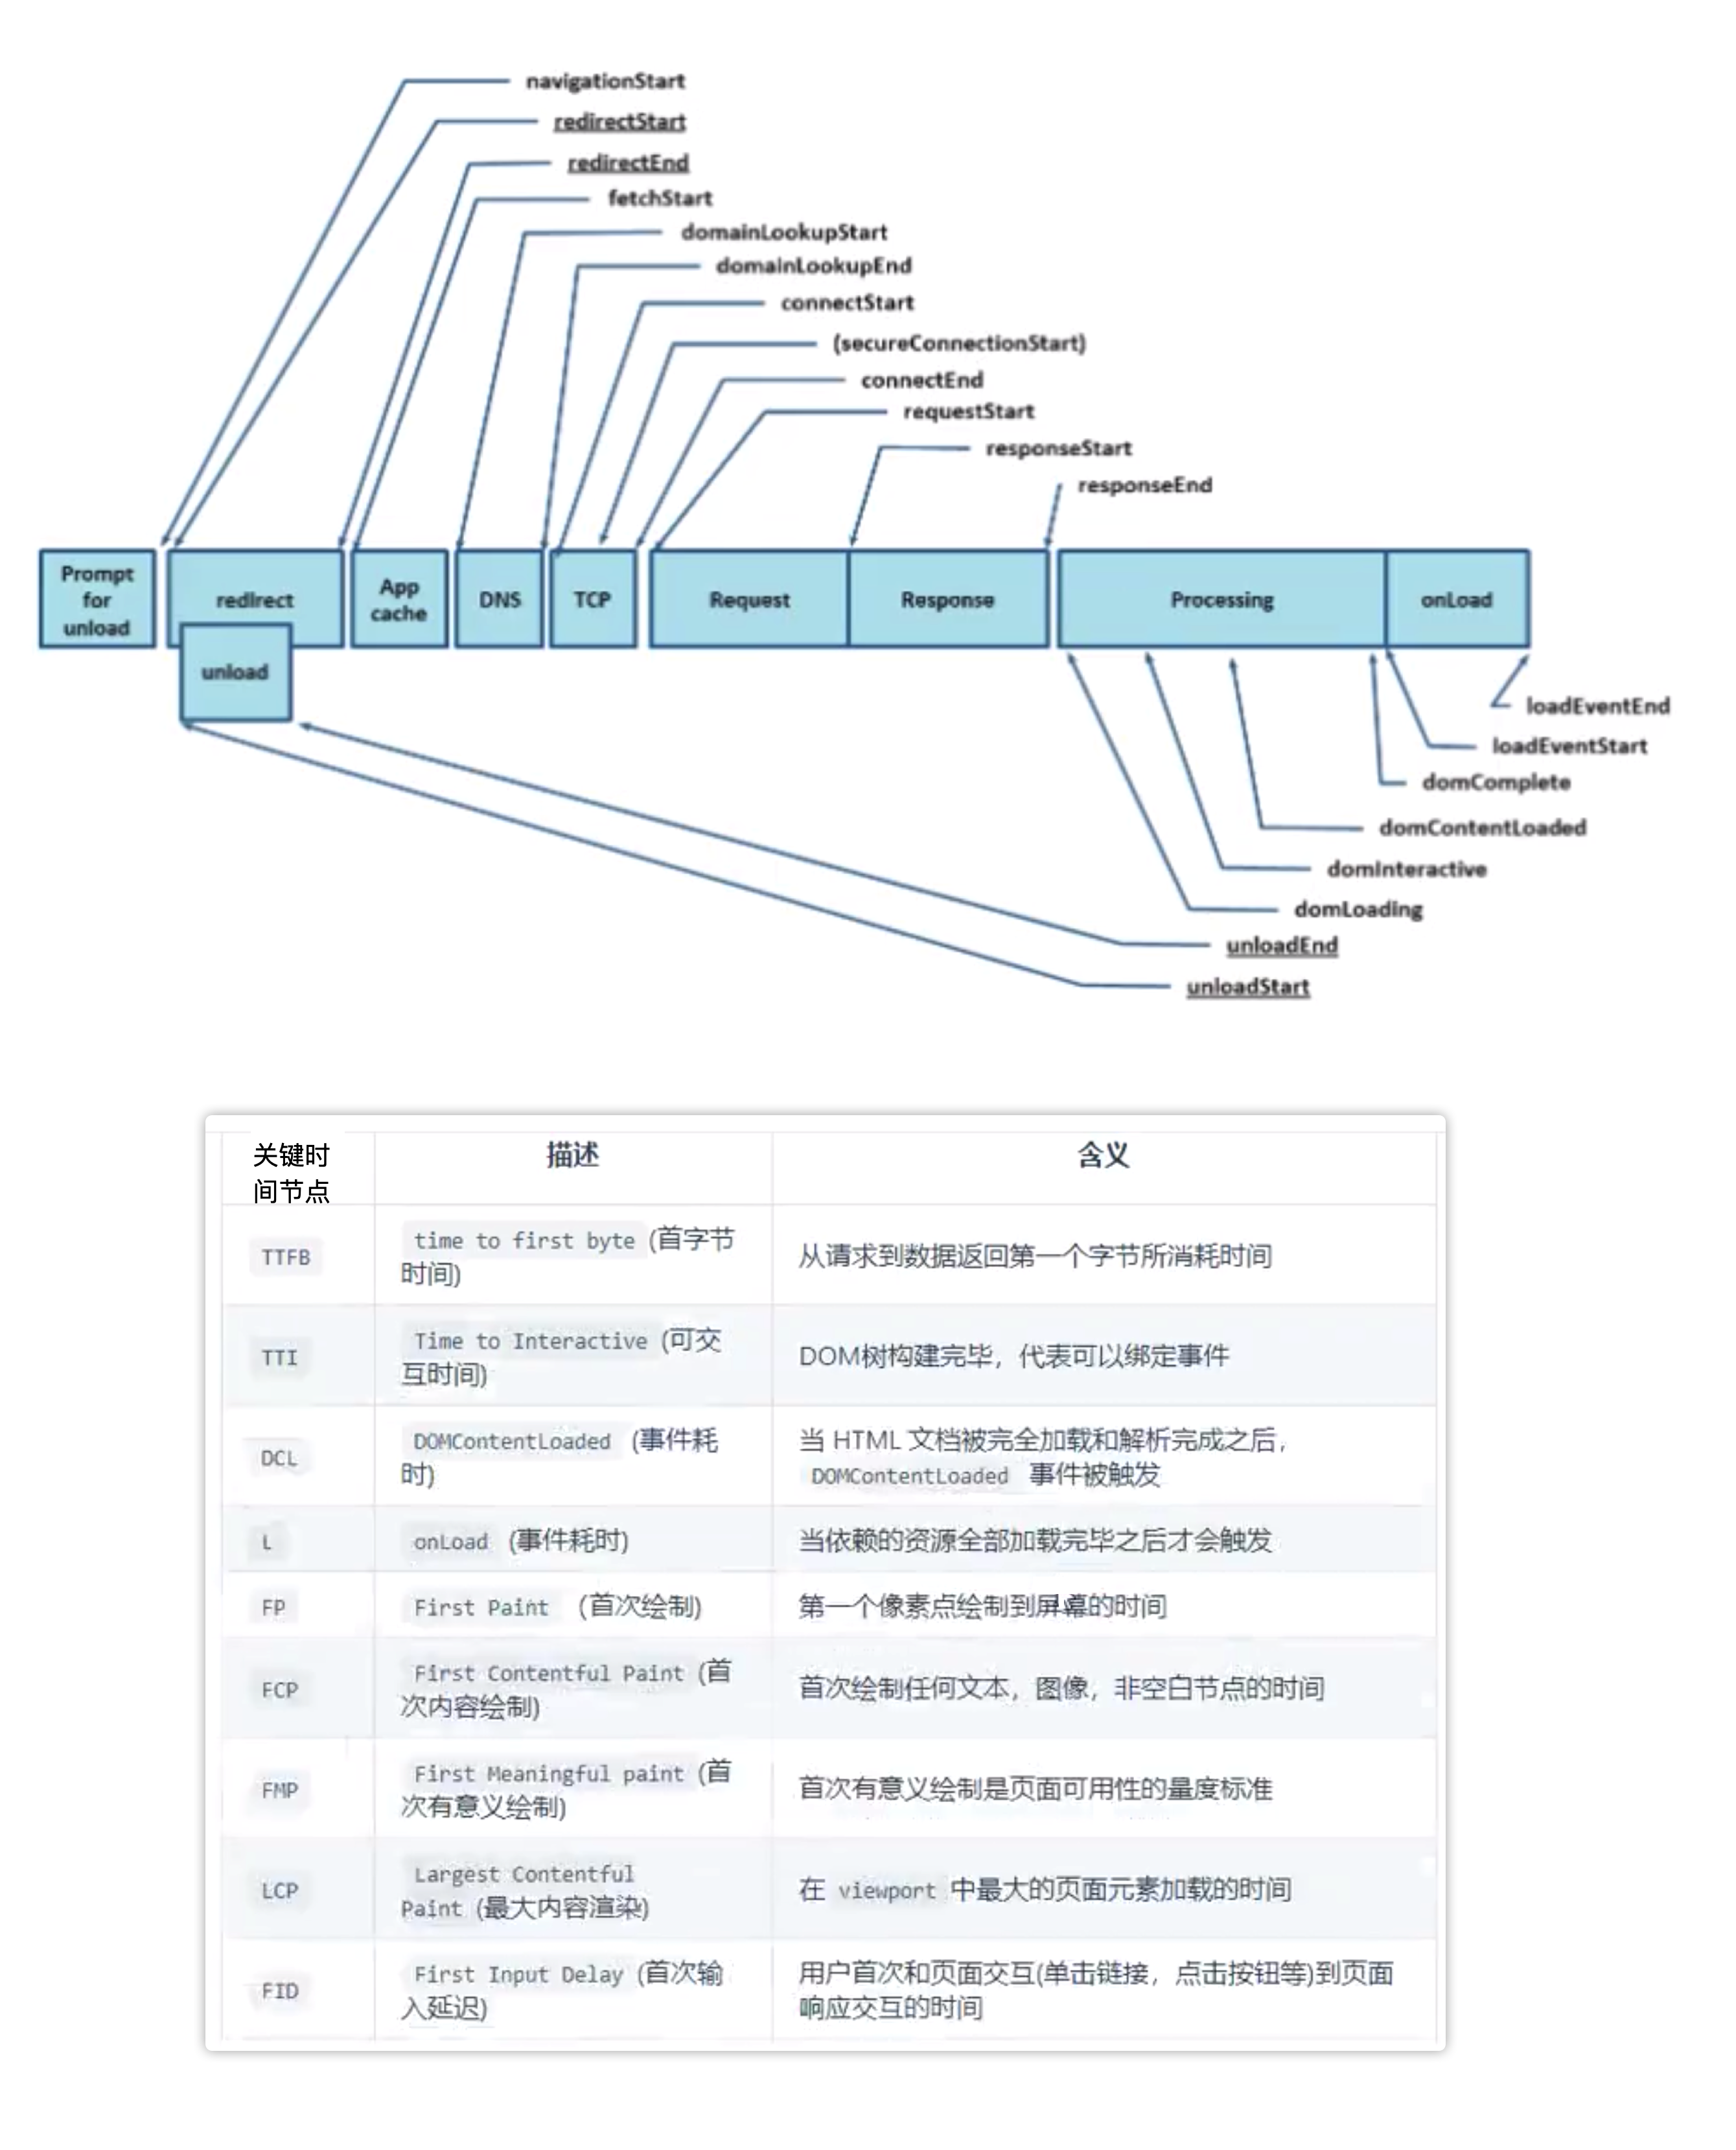 navigationStart
redirectStart
redirectEnd
fetchStart
domainLookupStart
domainLookupEnd
connectStart
(secureConnectionStart)
connectEnd
requestStart
responseStart
responseEnd
Prompt
for
unload
redirect
unload
App
cache
DNS
TCP
Request
Response
Processing
onLoad
loadEventEnd
loadEventStart
domComplete
domContentLoaded
domInteractive
domLoading
unloadEnd
unloadStart
关键时
间节点
描述
含义
TTFB
time to first byte (首字节
时间)
从请求到数据返回第一个字节所消耗时间
TTI
Time to Interactive (可交
互时间)
DOM树构建完毕，代表可以绑定事件
DCL
DOMContentLoaded (事件耗
时)
当 HTML 文档被完全加载和解析完成之后，
DOMContentLoaded 事件被触发
L
onLoad (事件耗时)
当依赖的资源全部加载完毕之后才会触发
FP
First Paint （首次绘制)
第一个像素点绘制到屏幕的时间
FCP
First Contentful Paint (首
次内容绘制)
首次绘制任何文本，图像，非空白节点的时间
FMP
First Meaningful paint (首
次有意义绘制)
首次有意义绘制是页面可用性的量度标准
LCP
Largest Contentful
Paint (最大内容渲染)
在 viewport 中最大的页面元素加载的时间
FID
First Input Delay (首次输
入延迟)
用户首次和页面交互(单击链接，点击按钮等)到页面
响应交互的时间